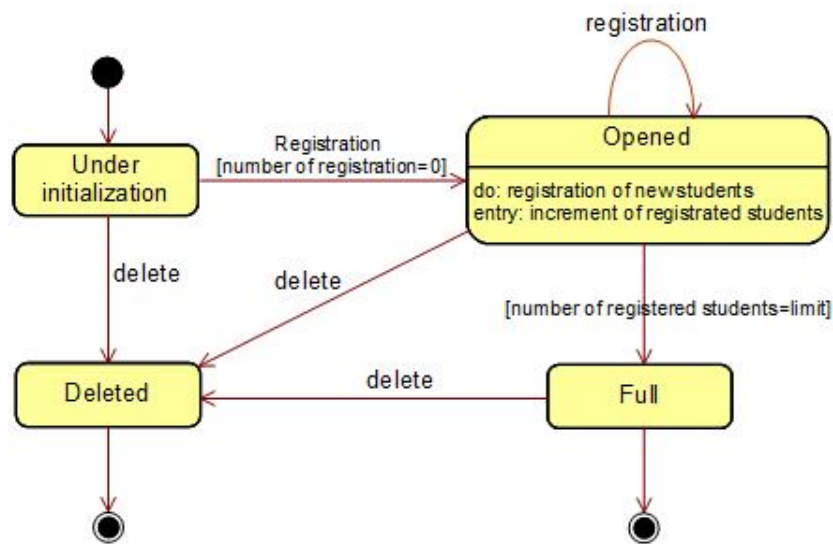 registration
Opened
do: registration of newstudents
entry: increment of registrated students
Under
initialization
Registration
[number of registration=0]
delete
delete
[number of registered students=limit]
Deleted
delete
Full